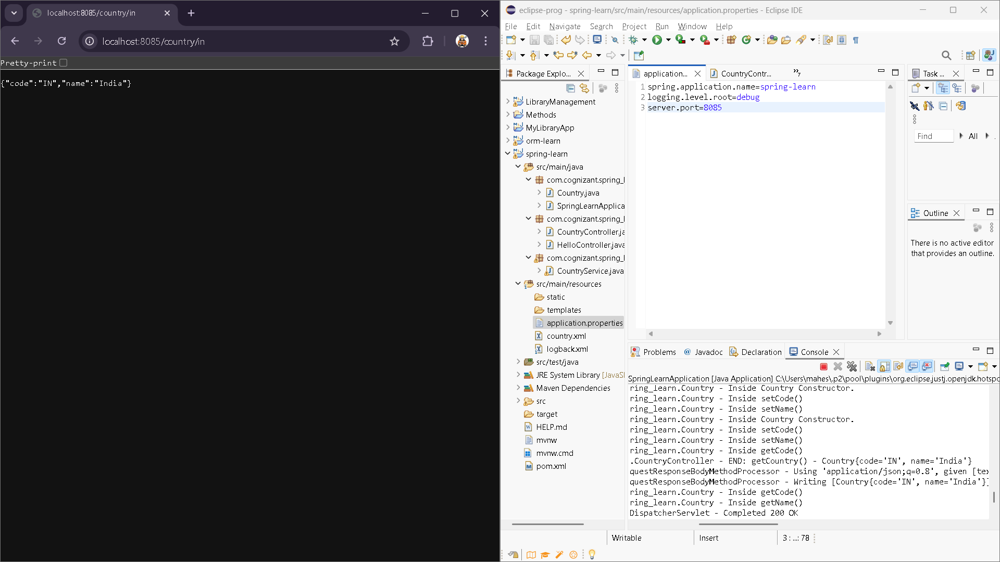 localhost:8085/country/in
localhost:8085/country/in
Pretty-print
{"code":"IN","name":"India"}
eclipse-prog - spring-learn/src/main/resources/application.properties - Eclipse IDE
File Edit Navigate Search Project Run Window Help
Package Explo...
LibraryManagement
Methods
MyLibraryApp
orm-learn
spring-learn
src/main/java
com.cognizant.spring_l
Country.java
SpringLearnApplica
com.cognizant.spring_l
CountryController.ja
HelloController.java
com.cognizant.spring_l
CountryService.java
src/main/resources
static
templates
application.properties
country.xml
logback.xml
src/test/java
JRE System Library [JavaSE
Maven Dependencies
src
target
HELP.md
mvnw
mvnw.cmd
pom.xml
application... CountryContr... »7
1 spring.application.name=spring-learn
2 logging.level.root=debug
3 server.port=8085
Task ...
Find All
Outline
There is no active editor
that provides an outline.
Problems Javadoc Declaration Console
SpringLearnApplication [Java Application] C:\Users\mahes\.p2\pool\plugins\org.eclipse.justj.openjdk.hotspo
ring_learn.Country - Inside Country Constructor.
ring_learn.Country - Inside setCode()
ring_learn.Country - Inside setName()
ring_learn.Country - Inside Country Constructor.
ring_learn.Country - Inside setCode()
ring_learn.Country - Inside setName()
ring_learn.Country - Inside getCode()
.CountryController - END: getCountry() - Country{code='IN', name='India'}
questResponseBodyMethodProcessor - Using 'application/json;q=0.8', given [tex
questResponseBodyMethodProcessor - Writing [Country{code='IN', name='India'}]
ring_learn.Country - Inside getCode()
ring_learn.Country - Inside getName()
DispatcherServlet - Completed 200 OK
Writable Insert 3 : ...: 78